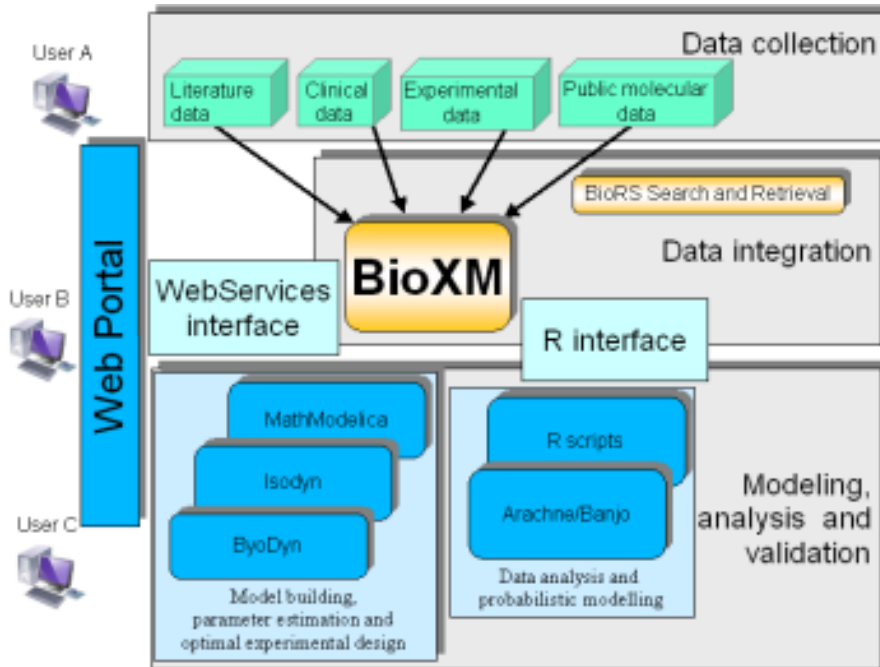 User A
Data collection
Literature
data
Clinical
data
Experimental
data
Public molecular
data
BioRS Search and Retrieval
Data integration
BioXM
WebServices
interface
R interface
User B
Web Portal
MathModelica
Isodyn
ByoDyn
Model building,
parameter estimation and
optimal experimental design
R scripts
Arachne/Banjo
Data analysis and
probabilistic modelling
Modeling,
analysis and
validation
User C